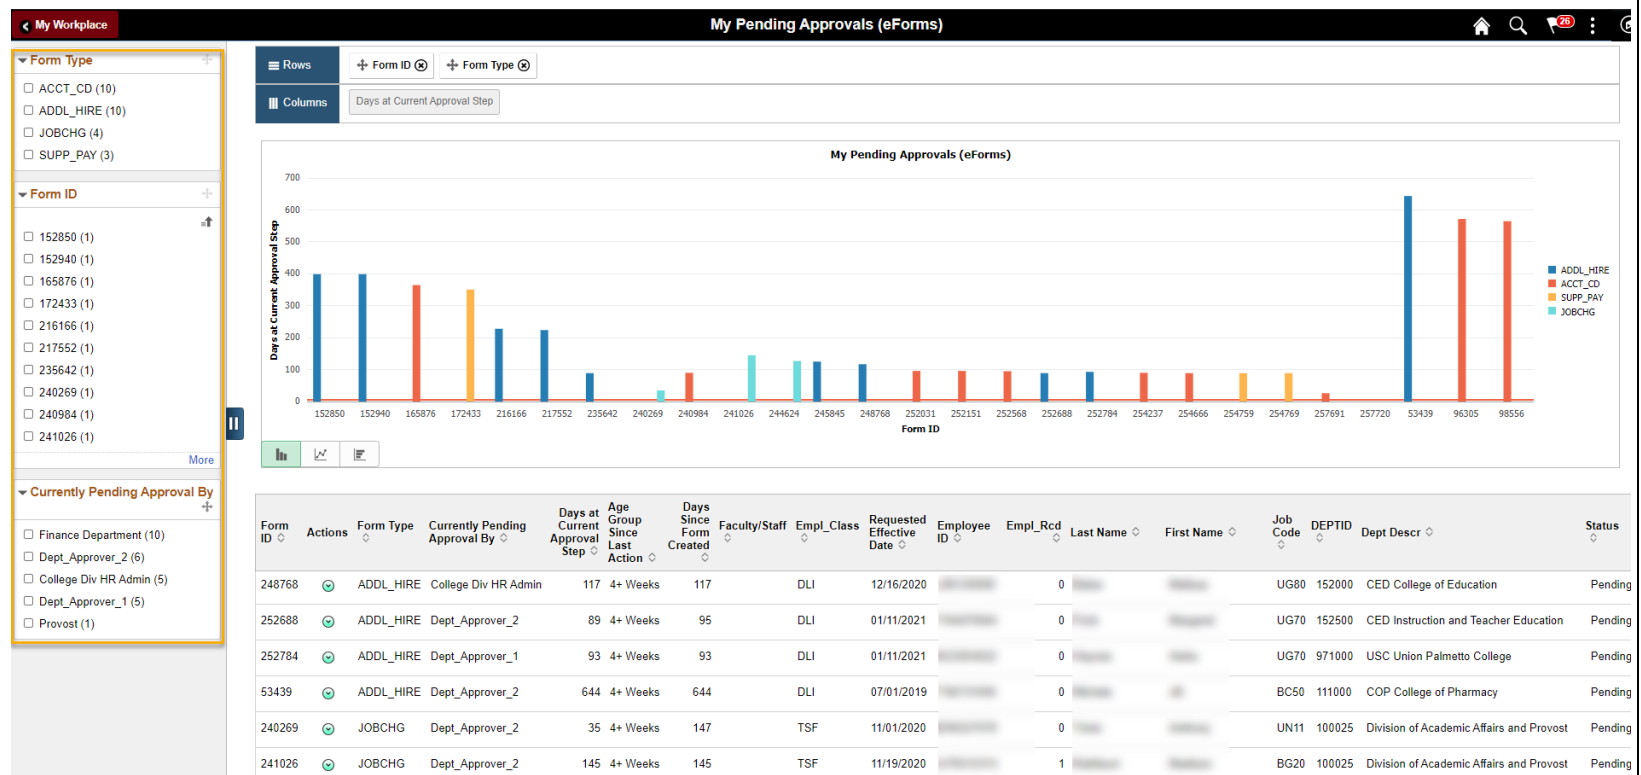 My Workplace
My Pending Approvals (eForms)
26
Form Type
ACCT_CD (10)
ADDL_HIRE (10)
JOBCHG (4)
SUPP_PAY (3)
Form ID
152850 (1)
152940 (1)
165876 (1)
172433 (1)
216166 (1)
217552 (1)
235642 (1)
240269 (1)
240984 (1)
241026 (1)
More
Currently Pending Approval By
Finance Department (10)
Dept_Approver_2 (6)
College Div HR Admin (5)
Dept_Approver_1 (5)
Provost (1)
Rows Form ID Form Type
Columns Days at Current Approval Step
My Pending Approvals (eForms)
Days at Current Approval Step
700
600
500
400
300
200
100
0
152850 152940 165876 172433 216166 217552 235642 240269 240984 241026 244624 245845 248768 252031 252151 252568 252688 252784 254237 254666 254759 254769 257691 257720 53439 96305 98556
Form ID
ADDL_HIRE
ACCT_CD
SUPP_PAY
JOBCHG
Form ID Actions Form Type Currently Pending Approval By Days at Current Approval Step Age Group Since Last Action Days Since Form Created Faculty/Staff Empl_Class Requested Effective Date Employee ID Empl_Rcd Last Name First Name Job Code DEPTID Dept Descr Status
248768 ADDL_HIRE College Div HR Admin 117 4+ Weeks 117 DLI 12/16/2020 0 UG80 152000 CED College of Education Pending
252688 ADDL_HIRE Dept_Approver_2 89 4+ Weeks 95 DLI 01/11/2021 0 UG70 152500 CED Instruction and Teacher Education Pending
252784 ADDL_HIRE Dept_Approver_1 93 4+ Weeks 93 DLI 01/11/2021 0 UG70 971000 USC Union Palmetto College Pending
53439 ADDL_HIRE Dept_Approver_2 644 4+ Weeks 644 DLI 07/01/2019 0 BC50 111000 COP College of Pharmacy Pending
240269 JOBCHG Dept_Approver_2 35 4+ Weeks 147 TSF 11/01/2020 0 UN11 100025 Division of Academic Affairs and Provost Pending
241026 JOBCHG Dept_Approver_2 145 4+ Weeks 145 TSF 11/19/2020 1 BG20 100025 Division of Academic Affairs and Provost Pending